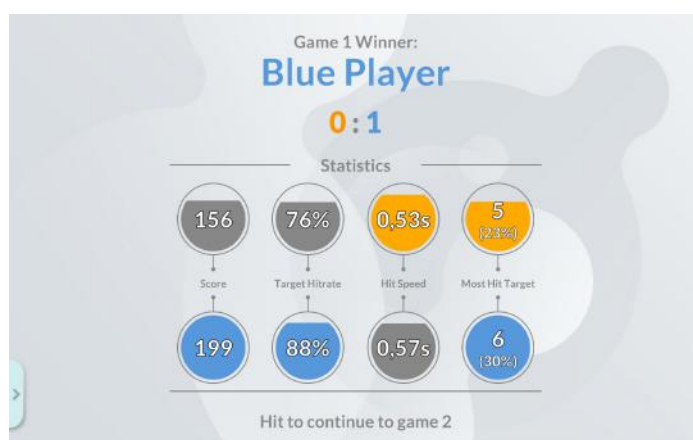 Game 1 Winner:
Blue Player
0 : 1
Statistics
156 76% 0,53s 5
(23%)
Score Target Hitrate Hit Speed Most Hit Target
199 88% 0,57s 6
(30%)
Hit to continue to game 2